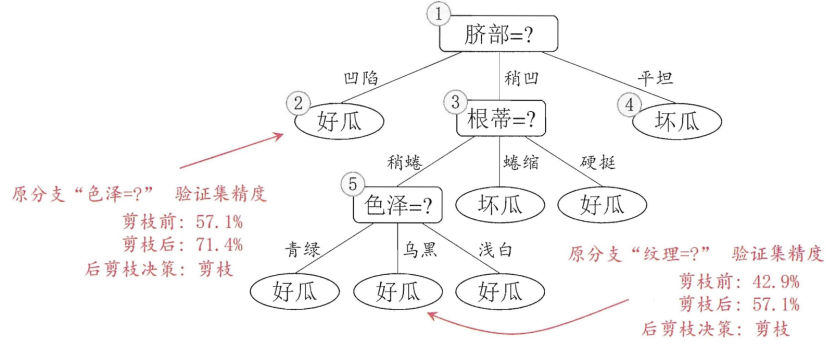 ① 脐部=?
凹陷 稍凹 平坦
② 好瓜 ③ 根蒂=? ④ 坏瓜
稍蜷 蜷缩 硬挺
⑤ 色泽=? 坏瓜 好瓜
原分支“色泽=?” 验证集精度
剪枝前: 57.1%
剪枝后: 71.4%
后剪枝决策: 剪枝
青绿 乌黑 浅白
好瓜 好瓜 好瓜
原分支“纹理=?” 验证集精度
剪枝前: 42.9%
剪枝后: 57.1%
后剪枝决策: 剪枝